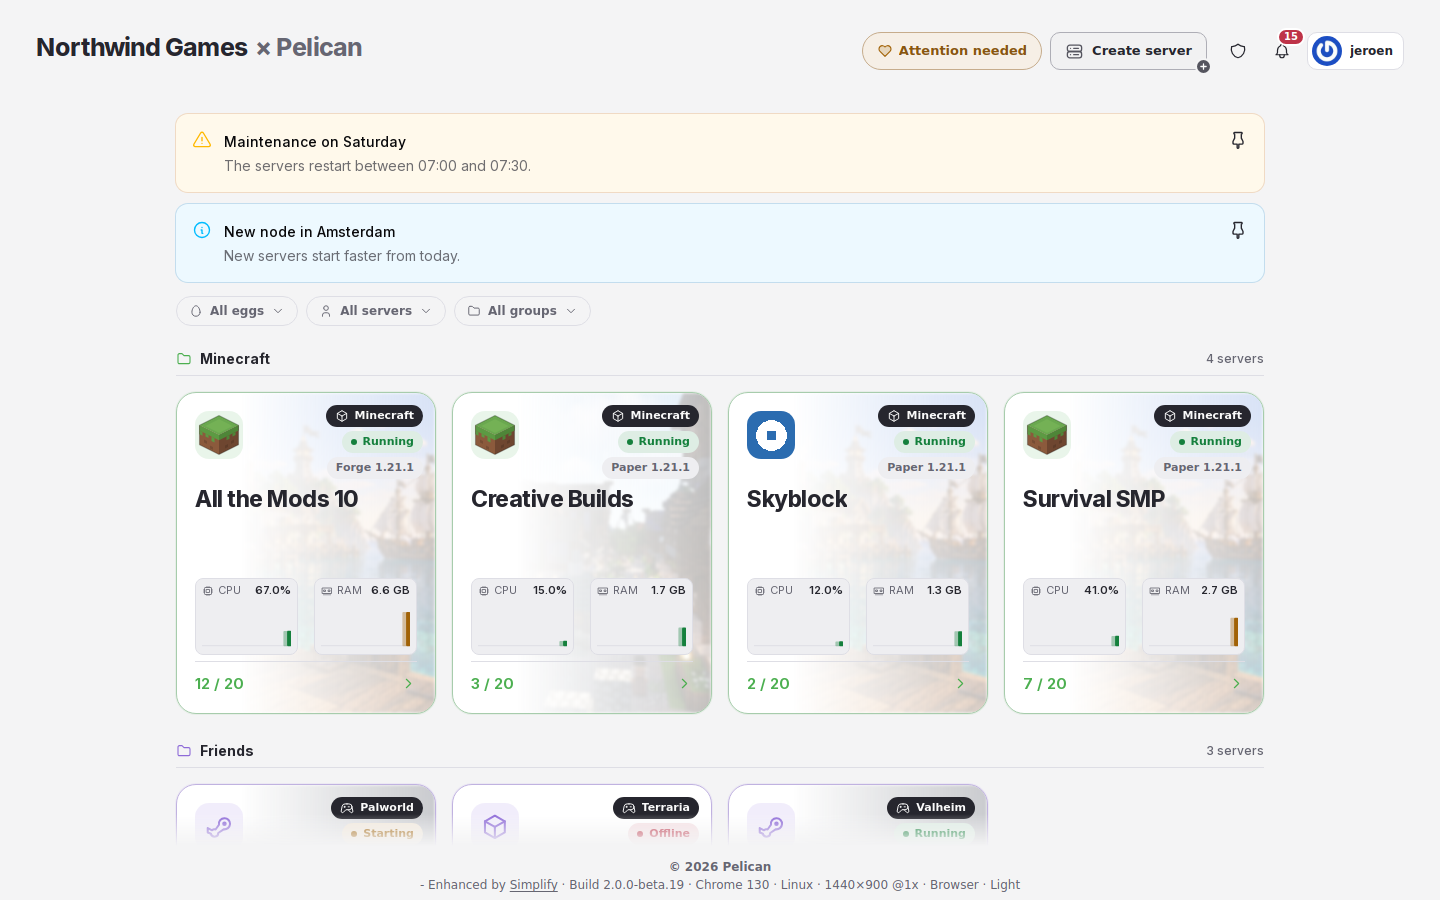 Northwind Games × Pelican
Attention needed
Create server
15
jeroen
Maintenance on Saturday
The servers restart between 07:00 and 07:30.
New node in Amsterdam
New servers start faster from today.
All eggs
All servers
All groups
Minecraft
4 servers
Minecraft
Running
Forge 1.21.1
All the Mods 10
CPU 67.0%
RAM 6.6 GB
12 / 20
Minecraft
Running
Paper 1.21.1
Creative Builds
CPU 15.0%
RAM 1.7 GB
3 / 20
Minecraft
Running
Paper 1.21.1
Skyblock
CPU 12.0%
RAM 1.3 GB
2 / 20
Minecraft
Running
Paper 1.21.1
Survival SMP
CPU 41.0%
RAM 2.7 GB
7 / 20
Friends
3 servers
Palworld
Starting
Terraria
Offline
Valheim
Running
© 2026 Pelican
- Enhanced by Simplify · Build 2.0.0-beta.19 · Chrome 130 · Linux · 1440×900 @1x · Browser · Light